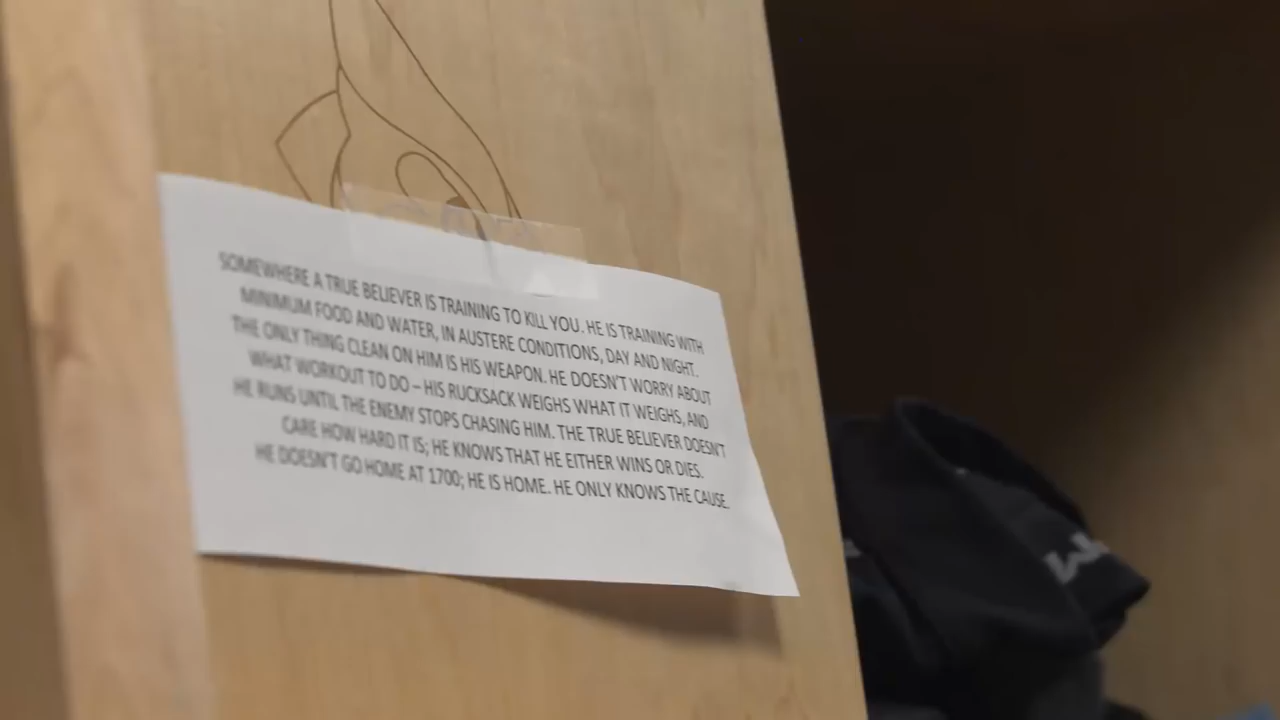 SOMEWHERE A TRUE BELIEVER IS TRAINING TO KILL YOU. HE IS TRAINING WITH
MINIMUM FOOD AND WATER, IN AUSTERE CONDITIONS, DAY AND NIGHT.
THE ONLY THING CLEAN ON HIM IS HIS WEAPON. HE DOESN'T WORRY ABOUT
WHAT WORKOUT TO DO – HIS RUCKSACK WEIGHS WHAT IT WEIGHS, AND
HE RUNS UNTIL THE ENEMY STOPS CHASING HIM. THE TRUE BELIEVER DOESN'T
CARE HOW HARD IT IS; HE KNOWS THAT HE EITHER WINS OR DIES.
HE DOESN'T GO HOME AT 1700; HE IS HOME. HE ONLY KNOWS THE CAUSE.